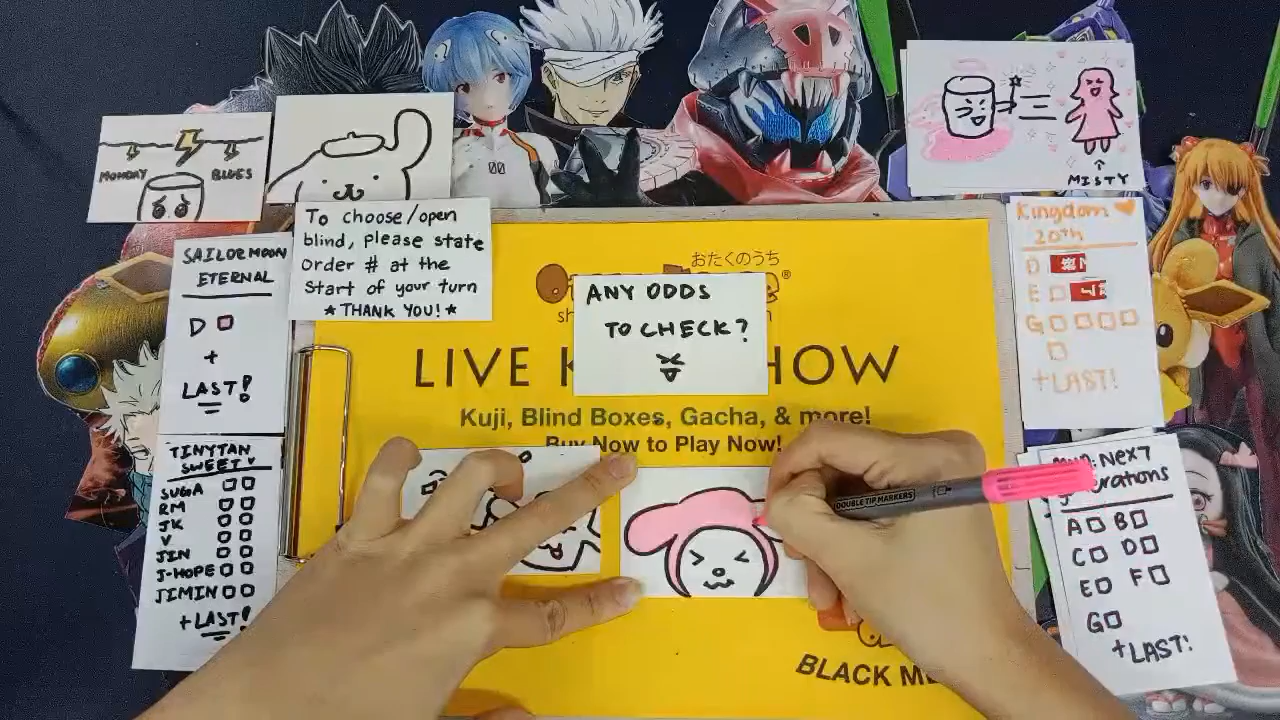 MONDAY BLUES
To choose/open
blind, please state
Order # at the
Start of your turn
★ THANK YOU! ★
SAILOR MOON
ETERNAL
D
+
LAST!
TINYTAN
SWEET
SUGA
RM
JK
V
JIN
J-HOPE
JIMIN
+LAST!
00
おたくのうち
®
sh
ANY ODDS
TO CHECK?
LIVE K HOW
Kuji, Blind Boxes, Gacha, & more!
Buy Now to Play Now!
DOUBLE TIP MARKERS
BLACK M
MISTY
Kingdom
20th
D
E
G
+LAST!
Next
A B
C D
E F
G
+LAST!